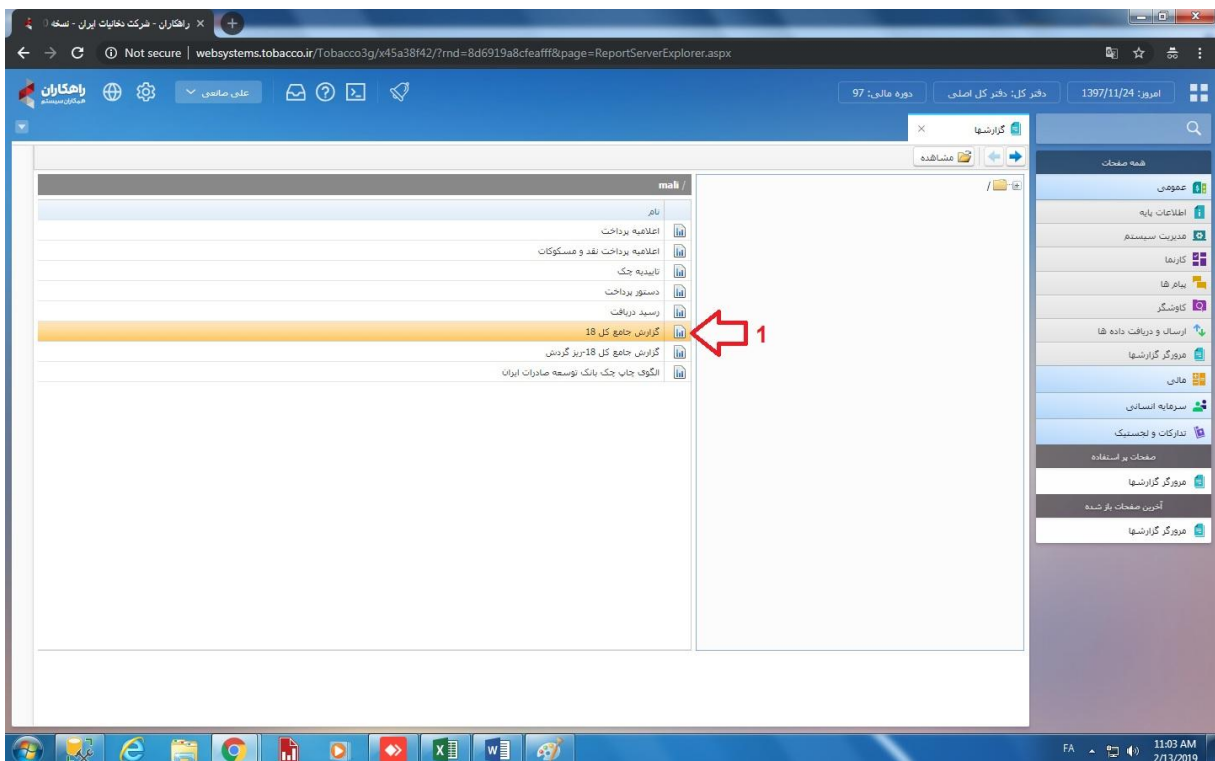 راهکاران - شرکت دخانیات ایران - نسخه
Not secure | websystems.tobacco.ir/Tobacco3g/x45a38f42/?rnd=8d6919a8cfeafff&page=ReportServerExplorer.aspx
امروز: 1397/11/24
دفتر کل: دفتر کل اصلی
دوره مالی: 97
علی صانعی
راهکاران
همکاران سیستم
گزارشها
مشاهده
/
/ mali
نام
اعلامیه پرداخت
اعلامیه پرداخت نقد و مسکوکات
تاییدیه چک
دستور پرداخت
رسید دریافت
گزارش جامع کل 18
1
گزارش جامع کل 18-ریز گردش
الگوی چاپ چک بانک توسعه صادرات ایران
همه صفحات
عمومی
اطلاعات پایه
مدیریت سیستم
کارنما
پیام ها
کاوشگر
ارسال و دریافت داده ها
مرورگر گزارشها
مالی
سرمایه انسانی
تدارکات و لجستیک
صفحات پر استفاده
مرورگر گزارشها
آخرین صفحات باز شده
مرورگر گزارشها
FA
11:03 AM
2/13/2019